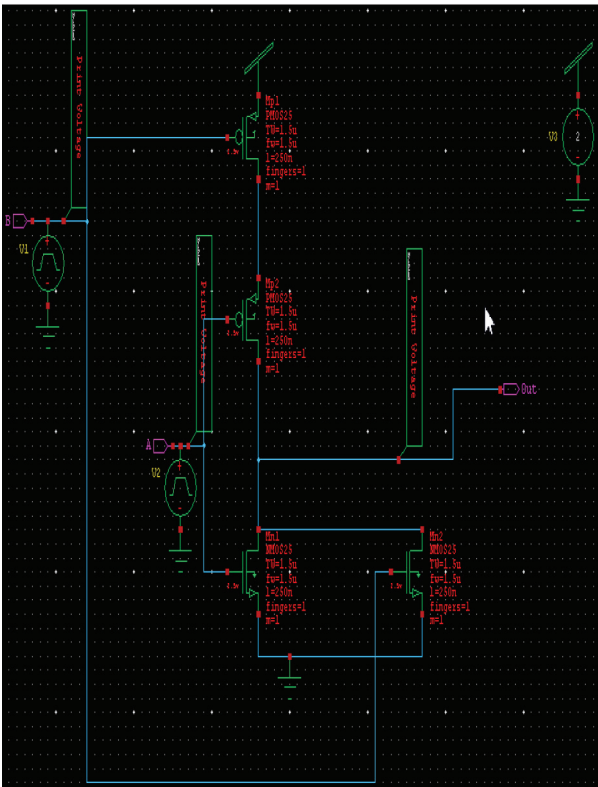 Print Voltage
Mp1
PMOS25
TW=1.5u
fw=1.5u
l=250n
fingers=1
m=1
V3
2
B
V1
Print Voltage
Mp2
PMOS25
TW=1.5u
fw=1.5u
l=250n
fingers=1
m=1
Print Voltage
Out
A
V2
Mn1
NMOS25
TW=1.5u
fw=1.5u
l=250n
fingers=1
m=1
Mn2
NMOS25
TW=1.5u
fw=1.5u
l=250n
fingers=1
m=1